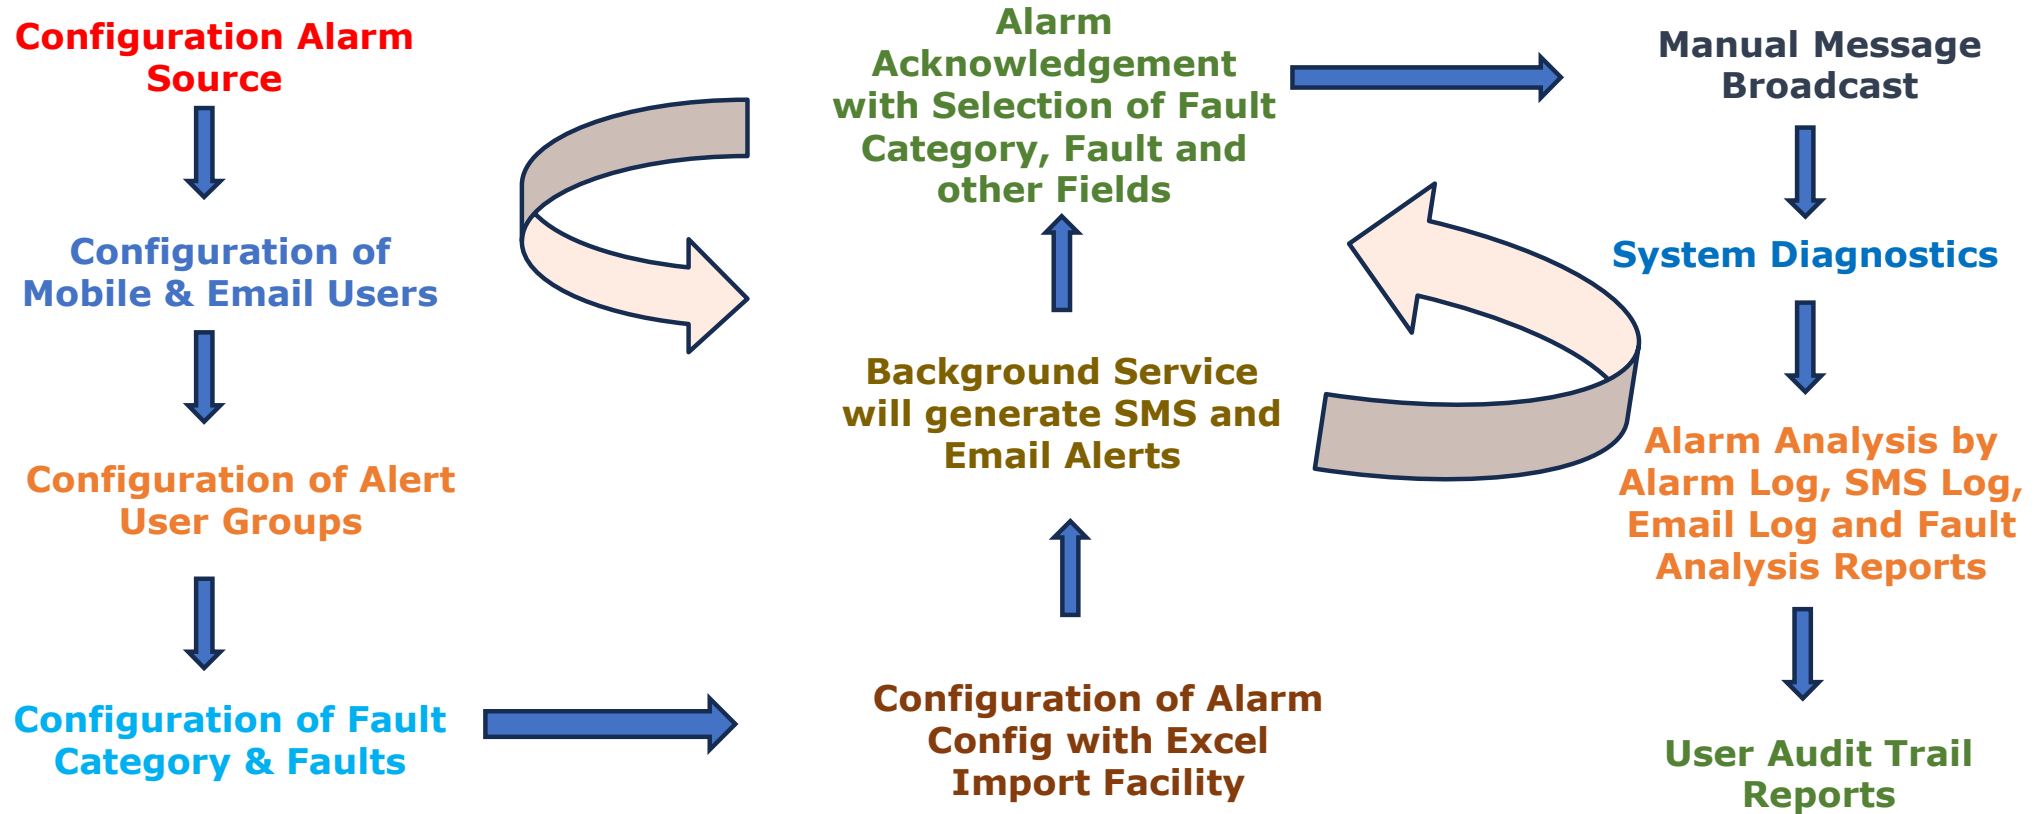 Configuration Alarm
Source
Configuration of
Mobile & Email Users
Configuration of Alert
User Groups
Configuration of Fault
Category & Faults
Alarm
Acknowledgement
with Selection of Fault
Category, Fault and
other Fields
Background Service
will generate SMS and
Email Alerts
Configuration of Alarm
Config with Excel
Import Facility
Manual Message
Broadcast
System Diagnostics
Alarm Analysis by
Alarm Log, SMS Log,
Email Log and Fault
Analysis Reports
User Audit Trail
Reports